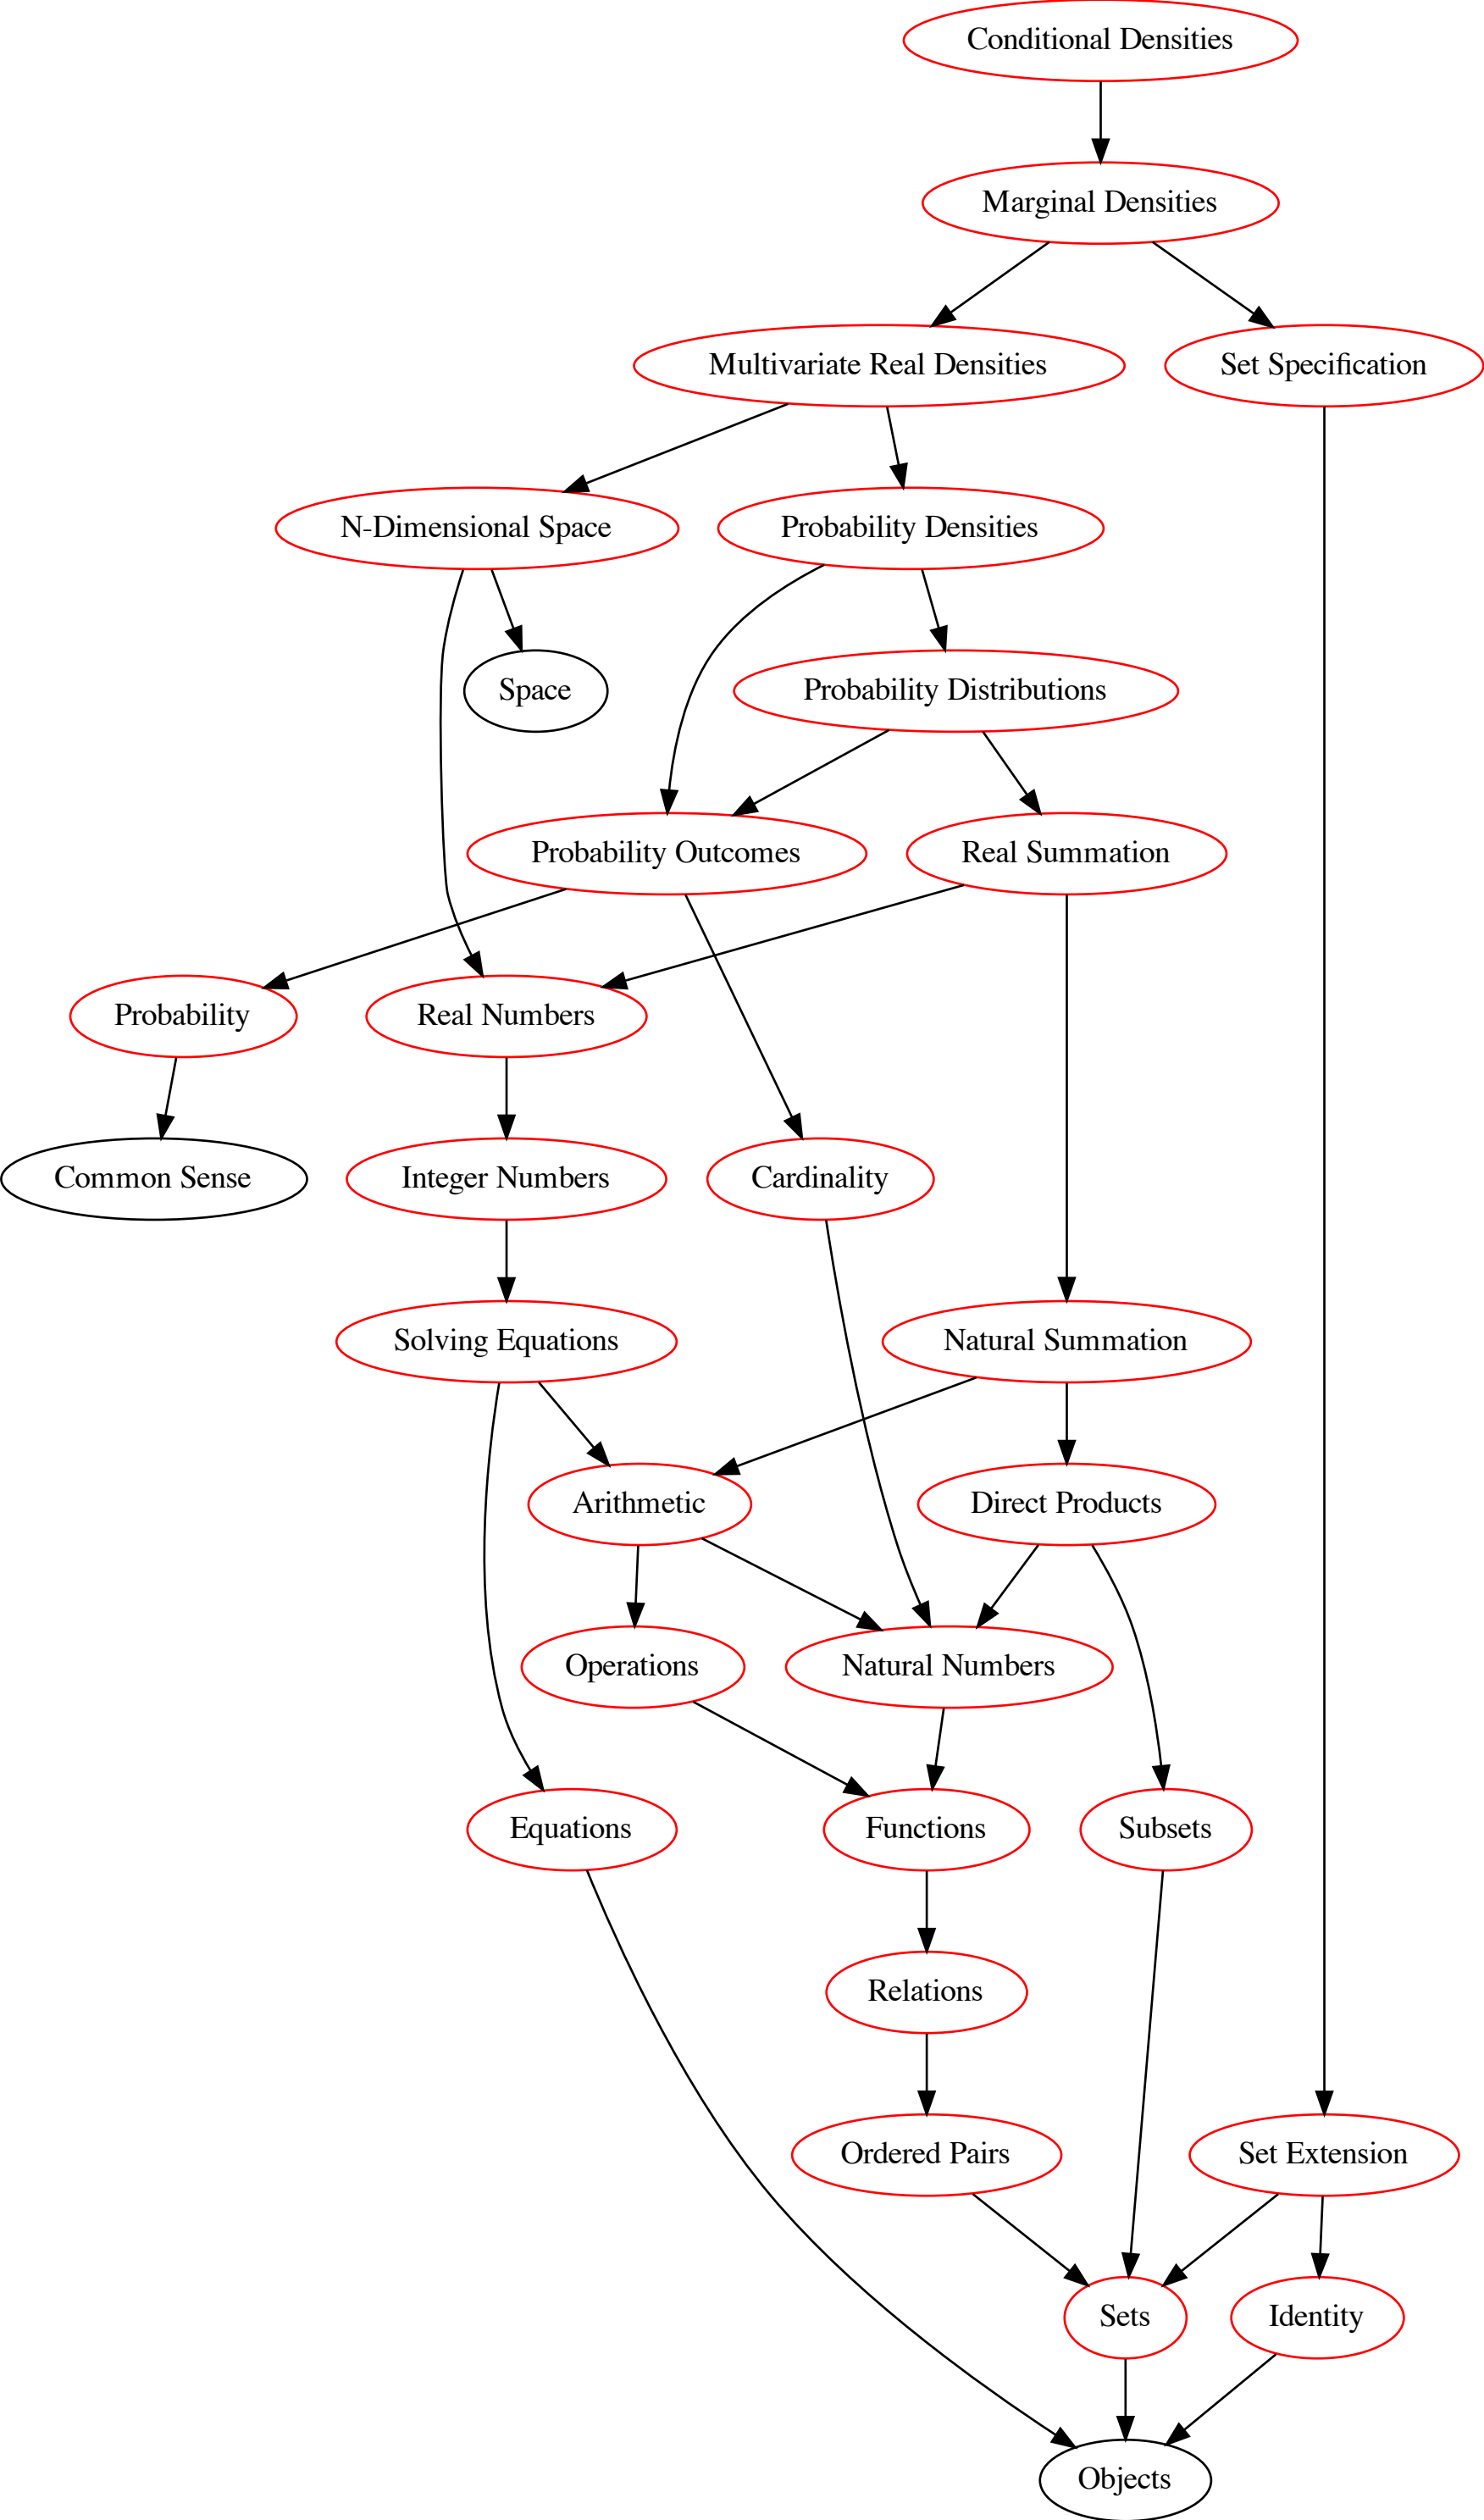 Conditional Densities
Marginal Densities
Multivariate Real Densities
Set Specification
N-Dimensional Space
Probability Densities
Space
Probability Distributions
Probability Outcomes
Real Summation
Probability
Real Numbers
Common Sense
Integer Numbers
Cardinality
Solving Equations
Natural Summation
Arithmetic
Direct Products
Operations
Natural Numbers
Equations
Functions
Subsets
Relations
Ordered Pairs
Set Extension
Sets
Identity
Objects